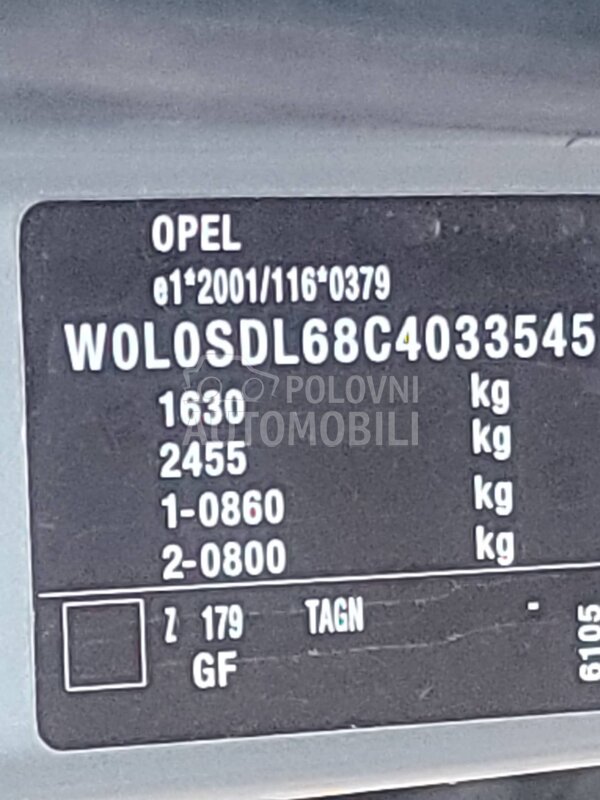 OPEL
e1*2001/116*0379
W0L0SDL68C4033545
1630 kg
2455 kg
1-0860 kg
2-0800 kg
Z 179 TAGN -
GF
6105
POLOVNI
AUTOMOBILI